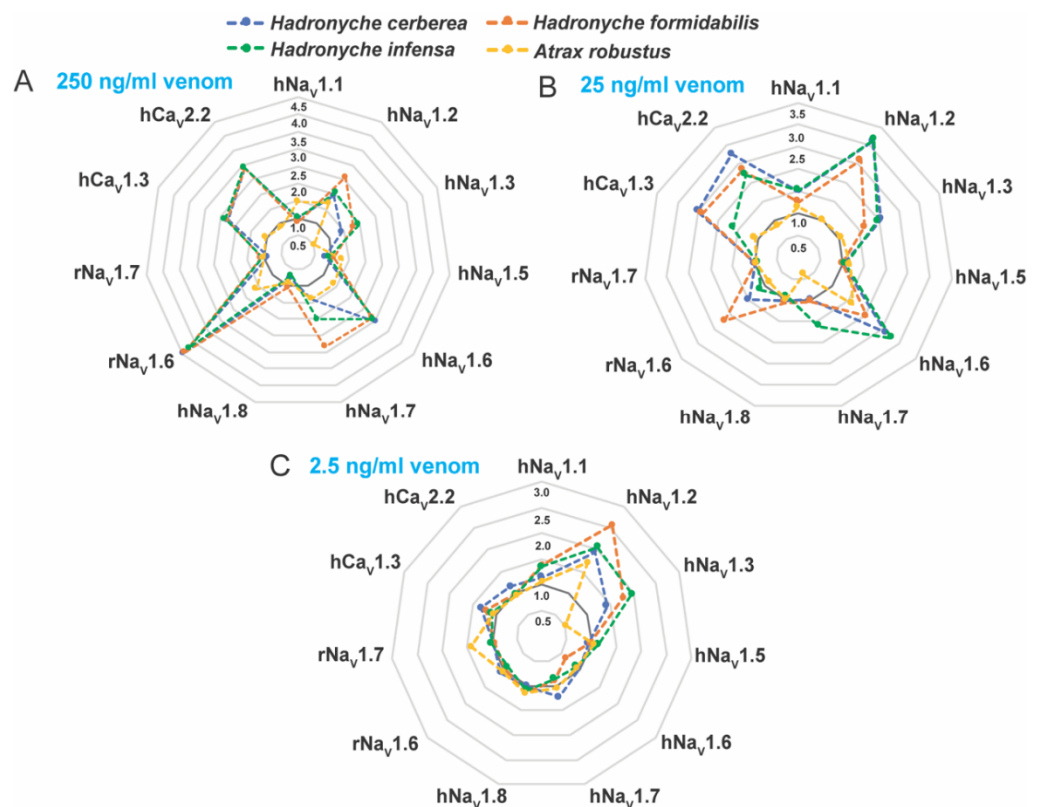 Hadronyche cerberea Hadronyche formidabilis
Hadronyche infensa Atrax robustus
A 250 ng/ml venom
hNaV1.1
hNaV1.2
hNaV1.3
hNaV1.5
hNaV1.6
hNaV1.7
hNaV1.8
rNaV1.6
rNaV1.7
hCaV1.3
hCaV2.2
4.5
4.0
3.5
3.0
2.5
2.0
1.0
0.5
B 25 ng/ml venom
hNaV1.1
hNaV1.2
hNaV1.3
hNaV1.5
hNaV1.6
hNaV1.7
hNaV1.8
rNaV1.6
rNaV1.7
hCaV1.3
hCaV2.2
3.5
3.0
2.5
1.0
0.5
C 2.5 ng/ml venom
hNaV1.1
hNaV1.2
hNaV1.3
hNaV1.5
hNaV1.6
hNaV1.7
hNaV1.8
rNaV1.6
rNaV1.7
hCaV1.3
hCaV2.2
3.0
2.5
2.0
1.0
0.5